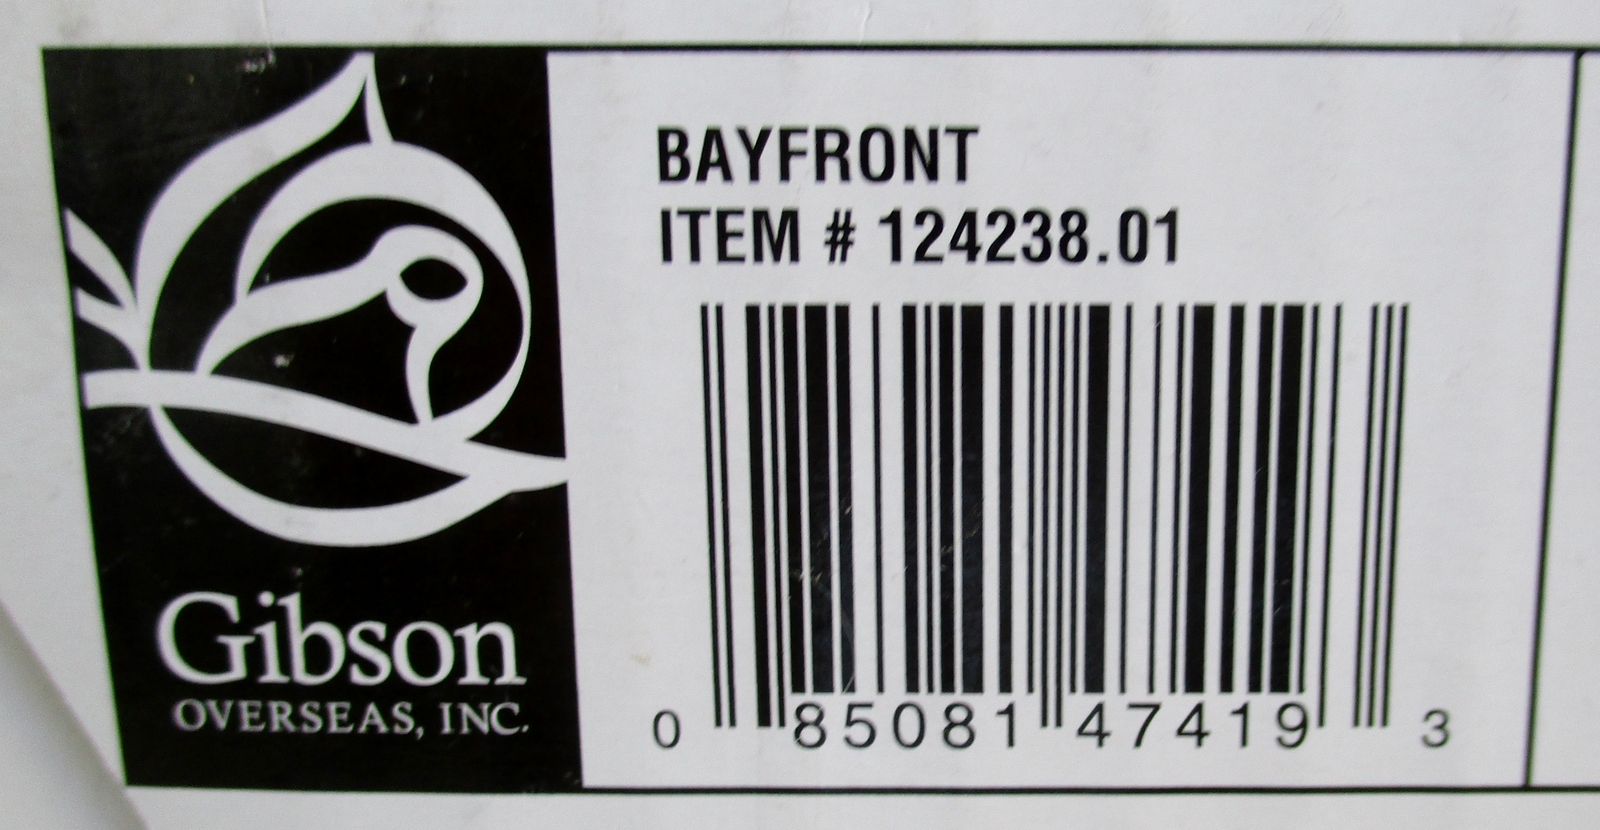 BAYFRONT
ITEM # 124238.01
0 85081 47419 3
Gibson
OVERSEAS, INC.